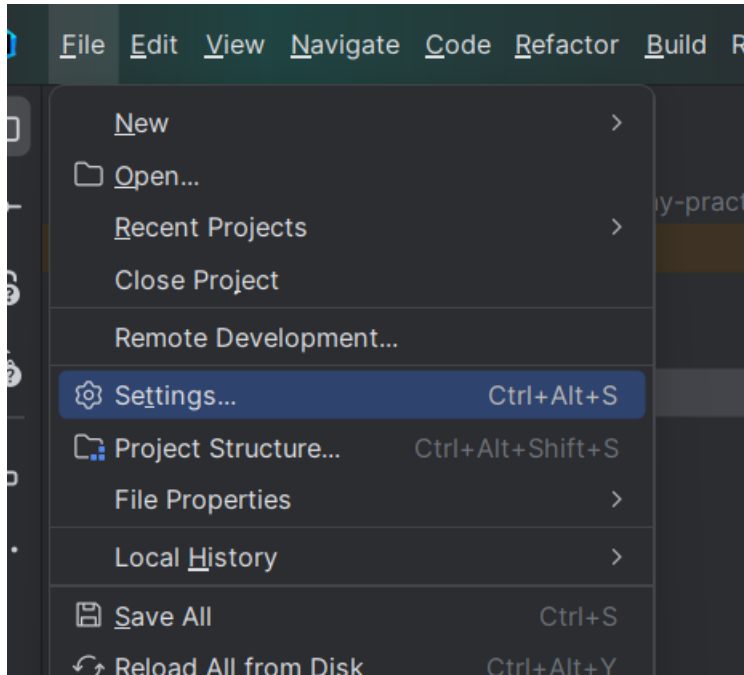 File Edit View Navigate Code Refactor Build R
New
Open...
Recent Projects
Close Project
Remote Development...
Settings... Ctrl+Alt+S
Project Structure... Ctrl+Alt+Shift+S
File Properties
Local History
Save All Ctrl+S
Reload All from Disk Ctrl+Alt+Y